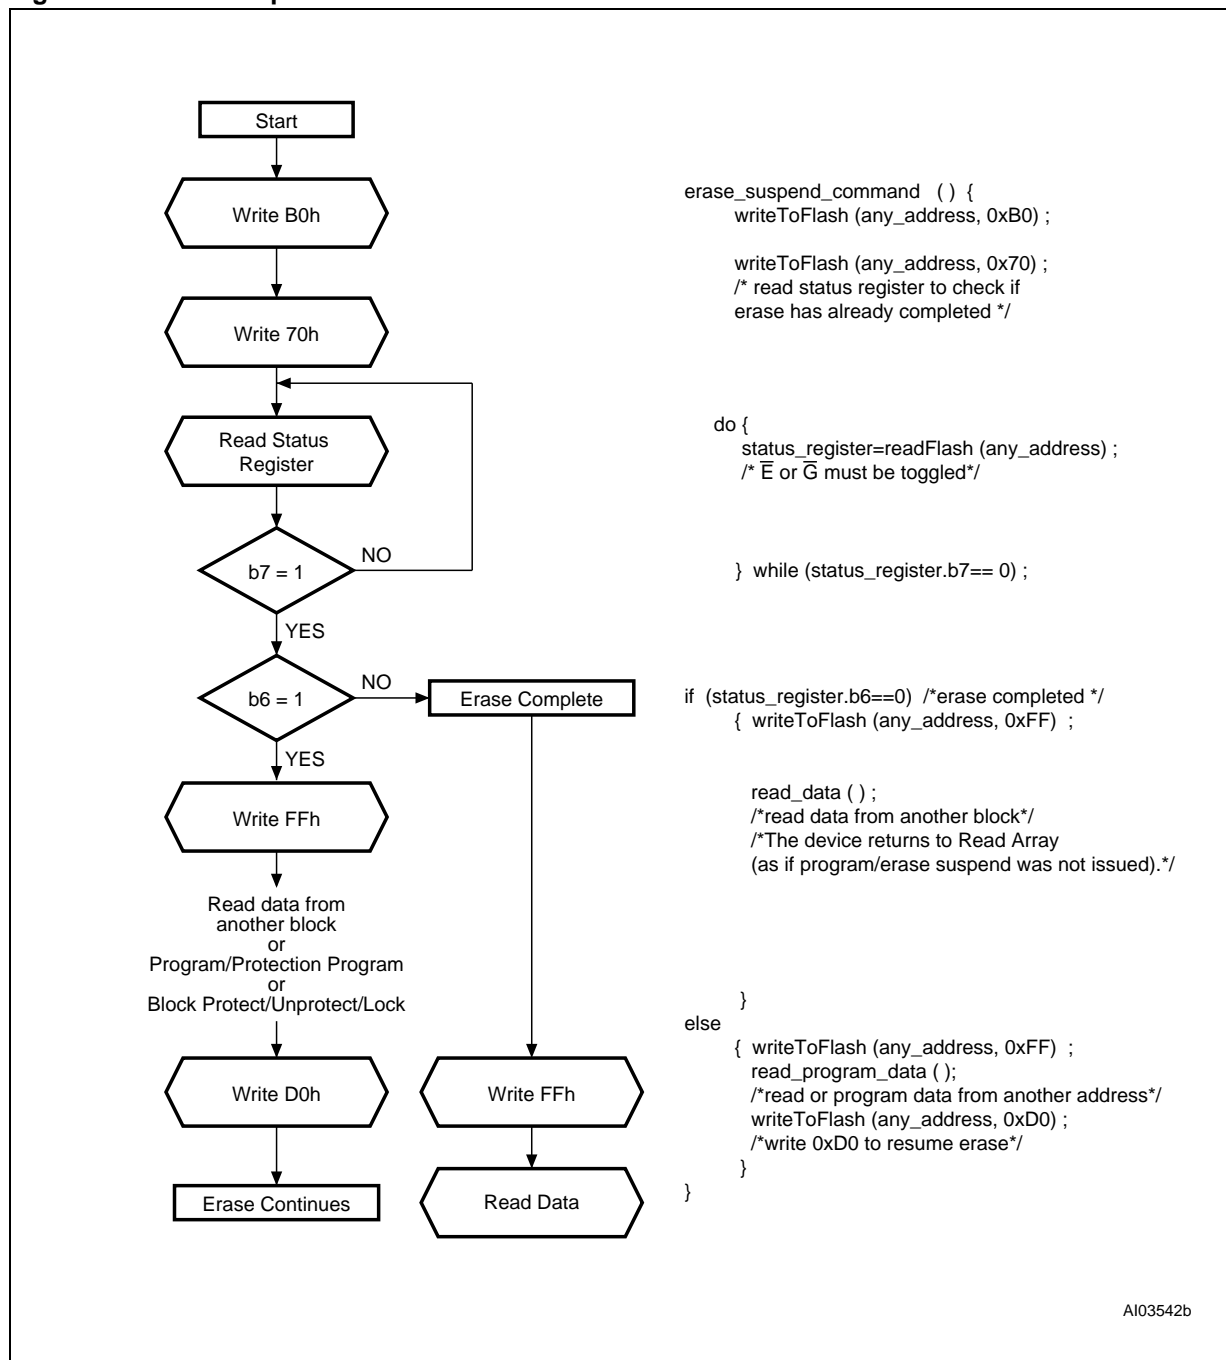 Start
Write B0h
Write 70h
Read Status
Register
b7 = 1
NO
YES
b6 = 1
NO
Erase Complete
YES
Write FFh
Read data from
another block
or
Program/Protection Program
or
Block Protect/Unprotect/Lock
Write D0h
Write FFh
Erase Continues
Read Data
erase_suspend_command ( ) {
writeToFlash (any_address, 0xB0) ;
writeToFlash (any_address, 0x70) ;
/* read status register to check if
erase has already completed */
do {
status_register=readFlash (any_address) ;
/* E̅ or G̅ must be toggled*/
} while (status_register.b7== 0) ;
if (status_register.b6==0) /*erase completed */
{ writeToFlash (any_address, 0xFF) ;
read_data ( ) ;
/*read data from another block*/
/*The device returns to Read Array
(as if program/erase suspend was not issued).*/
}
else
{ writeToFlash (any_address, 0xFF) ;
read_program_data ( );
/*read or program data from another address*/
writeToFlash (any_address, 0xD0) ;
/*write 0xD0 to resume erase*/
}
}
AI03542b